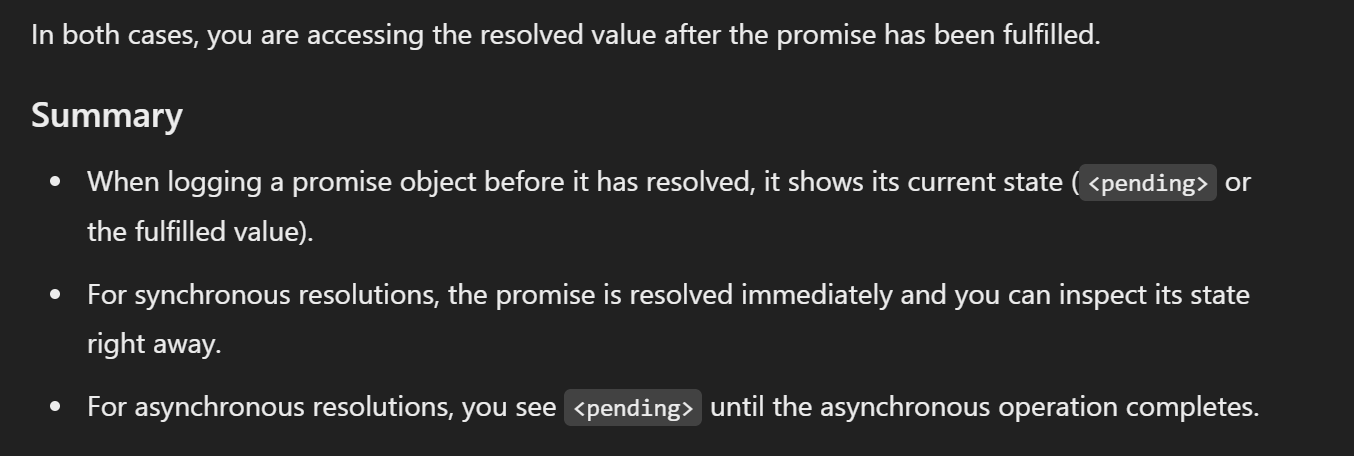 In both cases, you are accessing the resolved value after the promise has been fulfilled.
Summary
• When logging a promise object before it has resolved, it shows its current state ( <pending> or
the fulfilled value).
• For synchronous resolutions, the promise is resolved immediately and you can inspect its state
right away.
• For asynchronous resolutions, you see <pending> until the asynchronous operation completes.